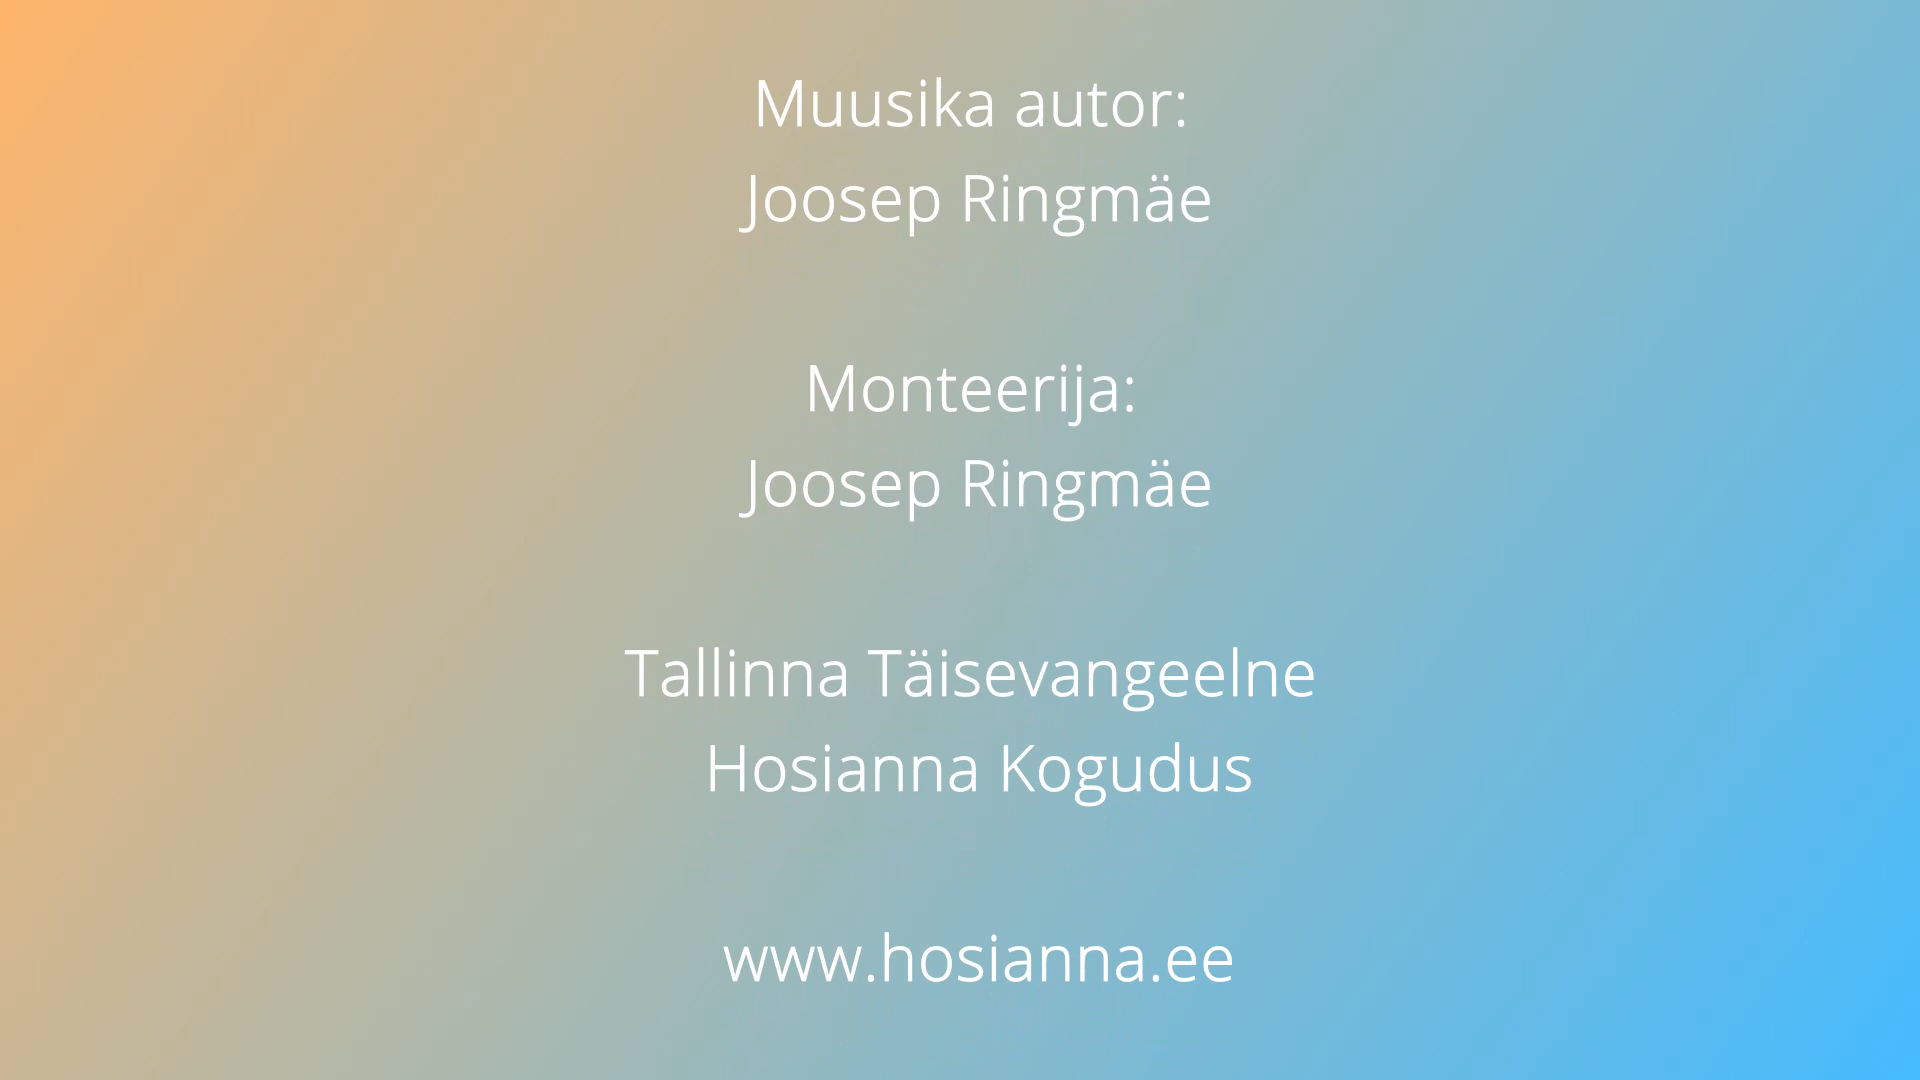 Muusika autor:
Joosep Ringmäe
Monteerija:
Joosep Ringmäe
Tallinna Täisevangeelne
Hosianna Kogudus
www.hosianna.ee